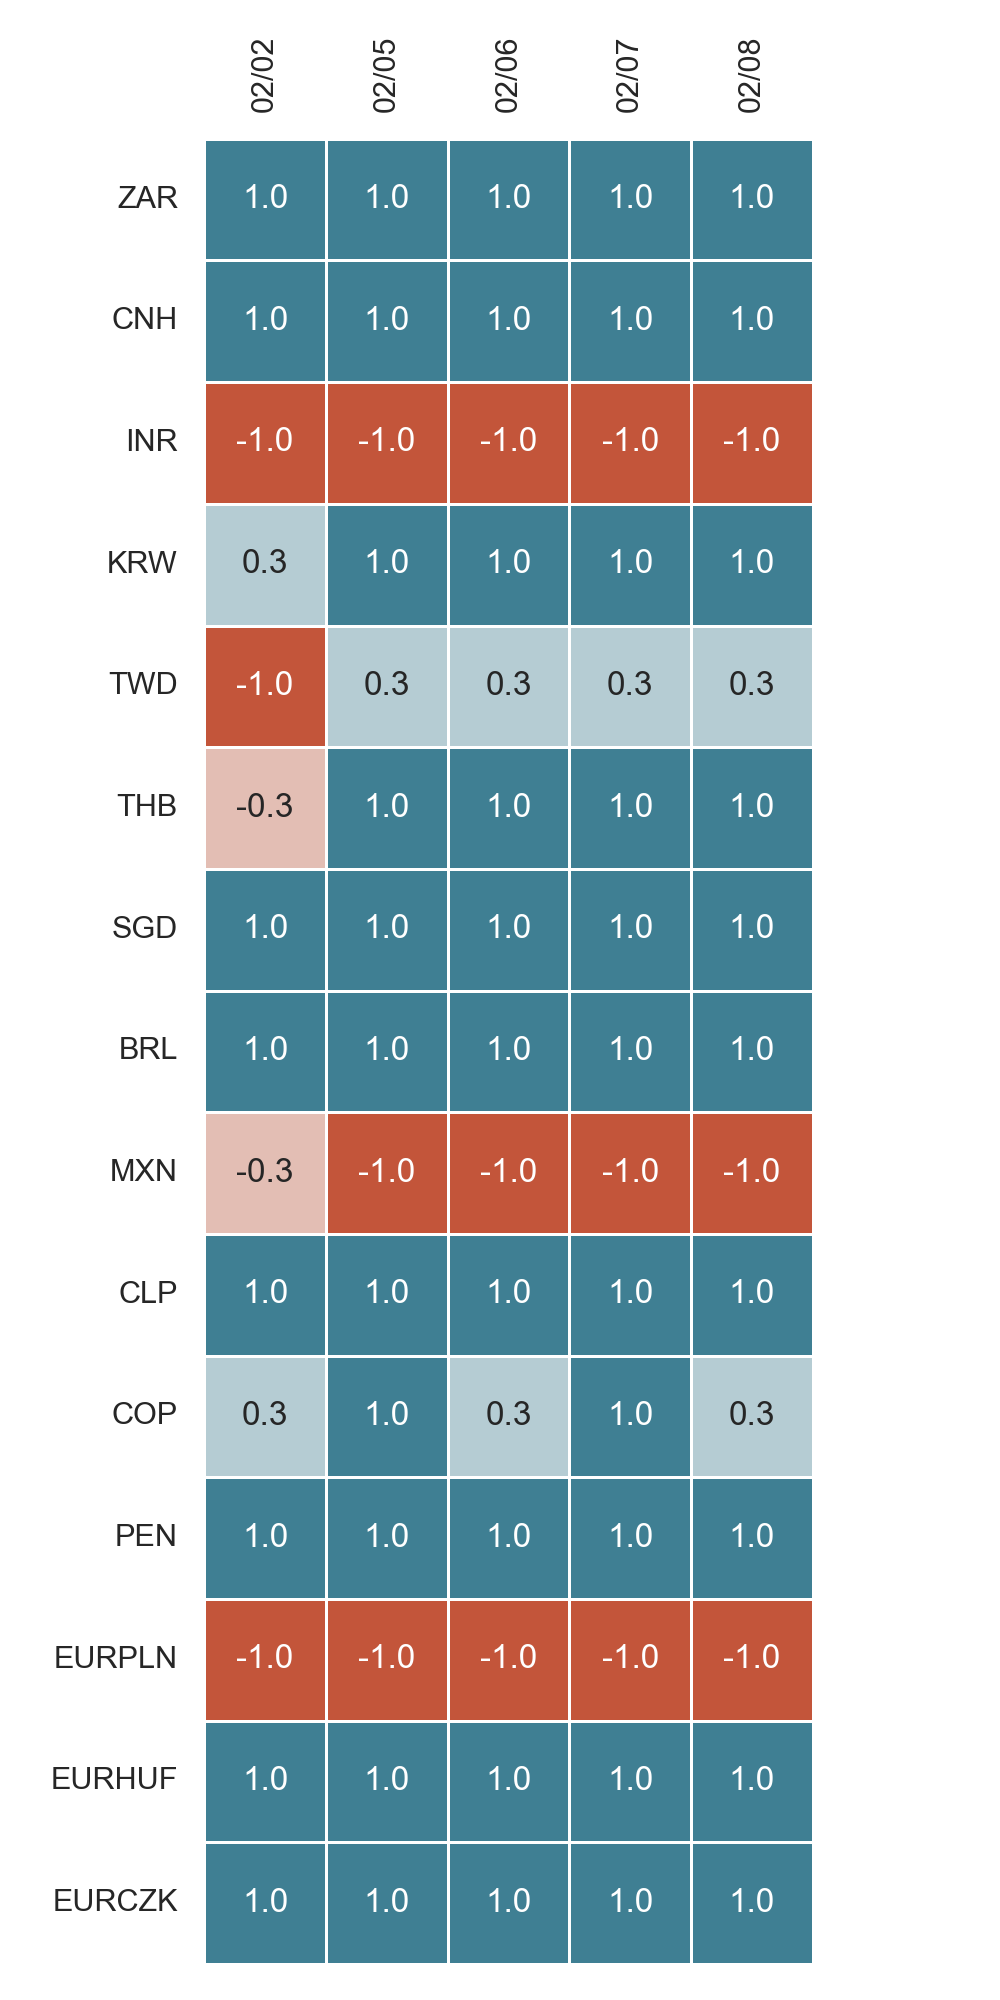 02/02 02/05 02/06 02/07 02/08
ZAR 1.0 1.0 1.0 1.0 1.0
CNH 1.0 1.0 1.0 1.0 1.0
INR -1.0 -1.0 -1.0 -1.0 -1.0
KRW 0.3 1.0 1.0 1.0 1.0
TWD -1.0 0.3 0.3 0.3 0.3
THB -0.3 1.0 1.0 1.0 1.0
SGD 1.0 1.0 1.0 1.0 1.0
BRL 1.0 1.0 1.0 1.0 1.0
MXN -0.3 -1.0 -1.0 -1.0 -1.0
CLP 1.0 1.0 1.0 1.0 1.0
COP 0.3 1.0 0.3 1.0 0.3
PEN 1.0 1.0 1.0 1.0 1.0
EURPLN -1.0 -1.0 -1.0 -1.0 -1.0
EURHUF 1.0 1.0 1.0 1.0 1.0
EURCZK 1.0 1.0 1.0 1.0 1.0